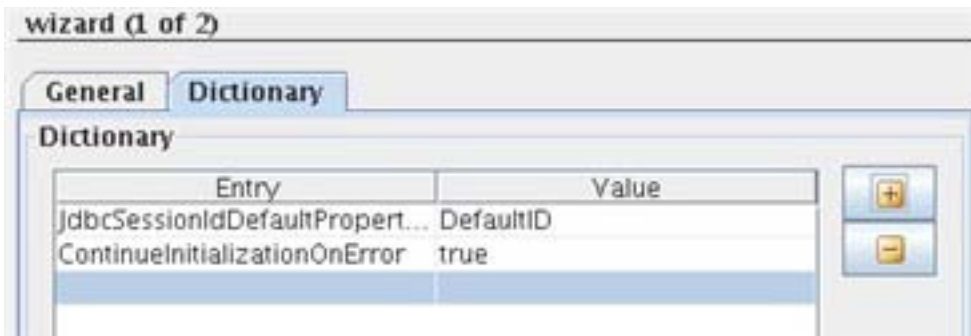 wizard (1 of 2)
General Dictionary
Dictionary
Entry Value
JdbcSessionIdDefaultPropert... DefaultID
ContinueInitializationOnError true